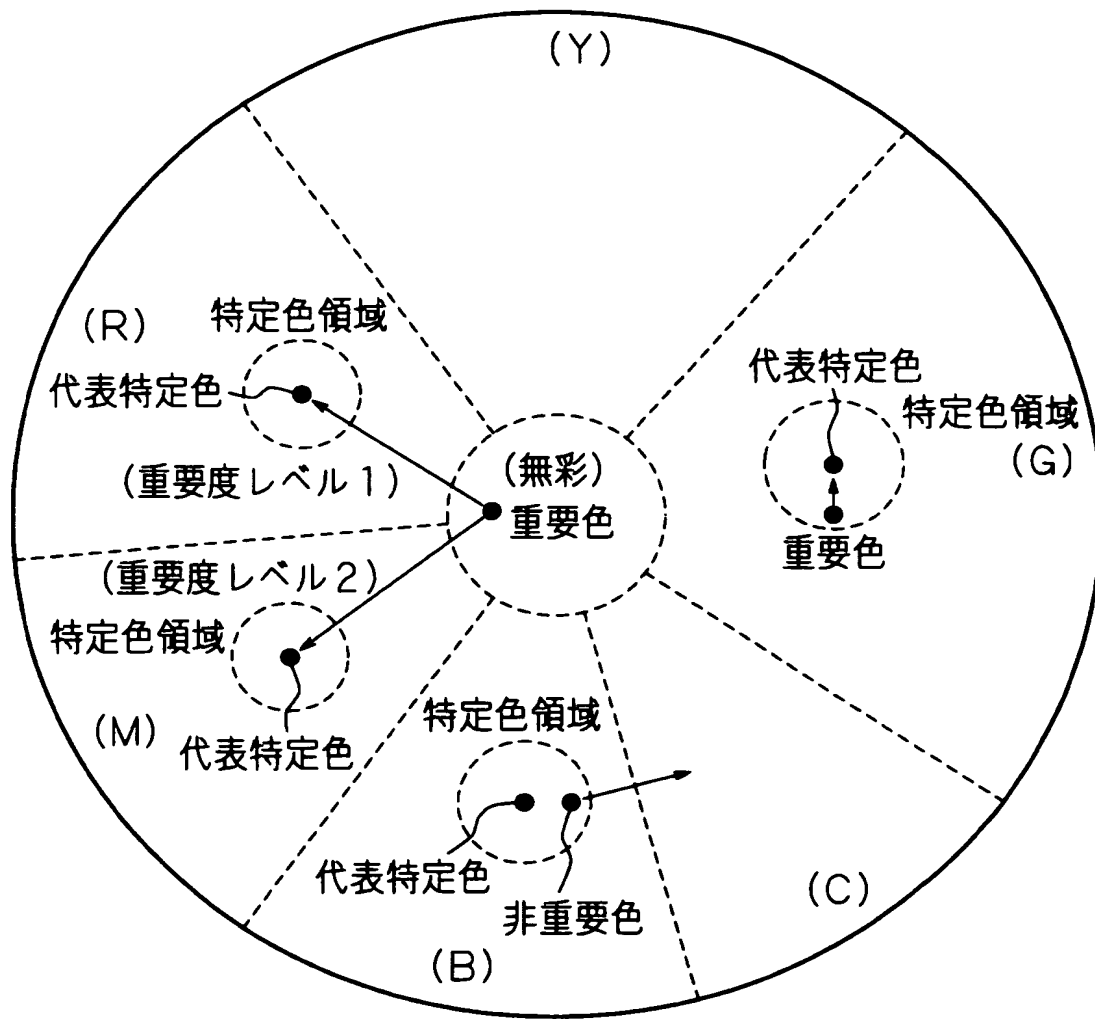 (Y)
(R)
特定色領域
代表特定色
(重要度レベル1)
(無彩)
重要色
代表特定色
特定色領域
(G)
重要色
(重要度レベル2)
特定色領域
(M)
代表特定色
特定色領域
代表特定色
非重要色
(B)
(C)